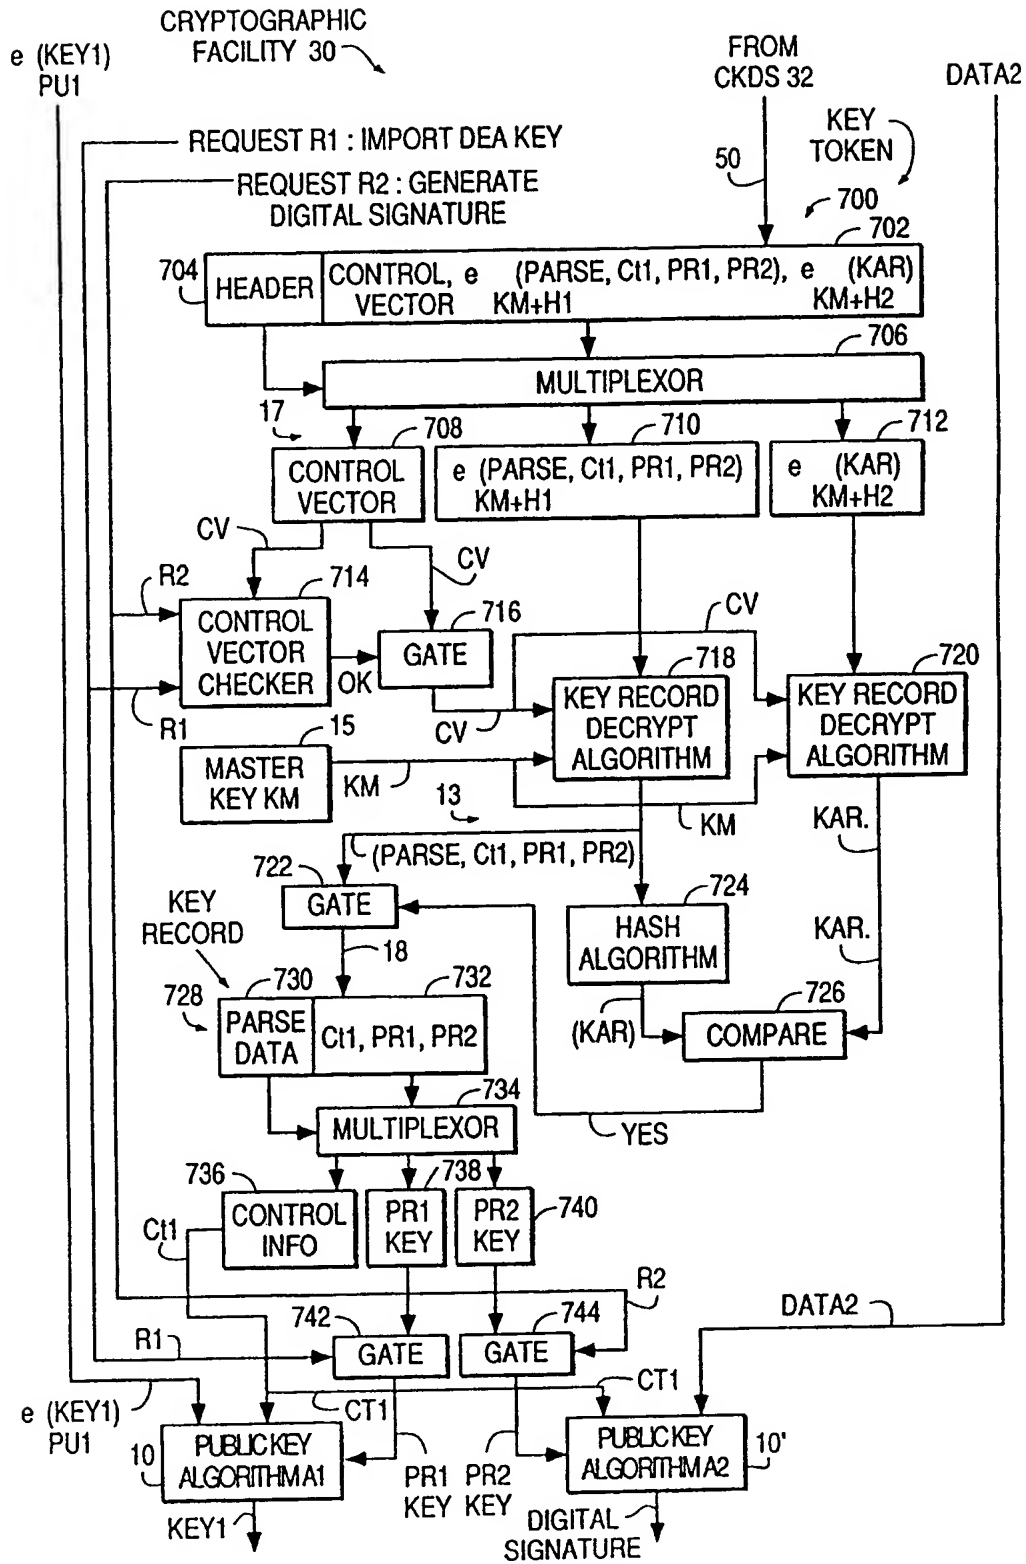 CRYPTOGRAPHIC
FACILITY 30
e (KEY1)
PU1
FROM
CKDS 32
DATA2
REQUEST R1 : IMPORT DEA KEY
KEY
TOKEN
50
REQUEST R2 : GENERATE
DIGITAL SIGNATURE
700
702
704
HEADER
CONTROL, e (PARSE, Ct1, PR1, PR2), e (KAR)
VECTOR KM+H1 KM+H2
706
MULTIPLEXOR
17
708
710
712
CONTROL
VECTOR
e (PARSE, Ct1, PR1, PR2)
KM+H1
e (KAR)
KM+H2
CV
CV
R2
714
716
CV
CONTROL
VECTOR
CHECKER
GATE
OK
718
720
KEY RECORD
DECRYPT
ALGORITHM
KEY RECORD
DECRYPT
ALGORITHM
R1
CV
15
MASTER
KEY KM
KM
13
KM
KAR.
(PARSE, Ct1, PR1, PR2)
722
GATE
724
HASH
ALGORITHM
KEY
RECORD
18
KAR.
730
732
728
PARSE
DATA
Ct1, PR1, PR2
(KAR)
726
COMPARE
734
MULTIPLEXOR
YES
736
738
740
CONTROL
INFO
PR1
KEY
PR2
KEY
Ct1
R2
742
744
DATA2
R1
GATE
GATE
CT1
CT1
e (KEY1)
PU1
10
PUBLIC KEY
ALGORITHM A1
PUBLIC KEY
ALGORITHM A2
10'
PR1
KEY
PR2
KEY
KEY1
DIGITAL
SIGNATURE